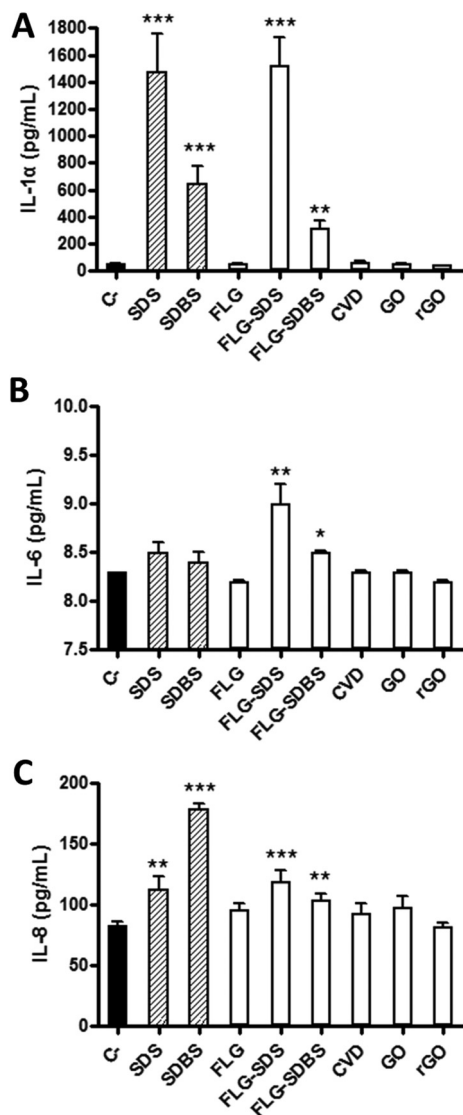 A
IL-1α (pg/mL)
1800
1600
1400
1200
1000
800
600
400
200
0
***
***
***
**
C-
SDS
SDBS
FLG
FLG-SDS
FLG-SDBS
CVD
GO
rGO
B
IL-6 (pg/mL)
10.0
9.5
9.0
8.5
8.0
7.5
**
*
C-
SDS
SDBS
FLG
FLG-SDS
FLG-SDBS
CVD
GO
rGO
C
IL-8 (pg/mL)
200
150
100
50
0
**
***
***
**
C-
SDS
SDBS
FLG
FLG-SDS
FLG-SDBS
CVD
GO
rGO